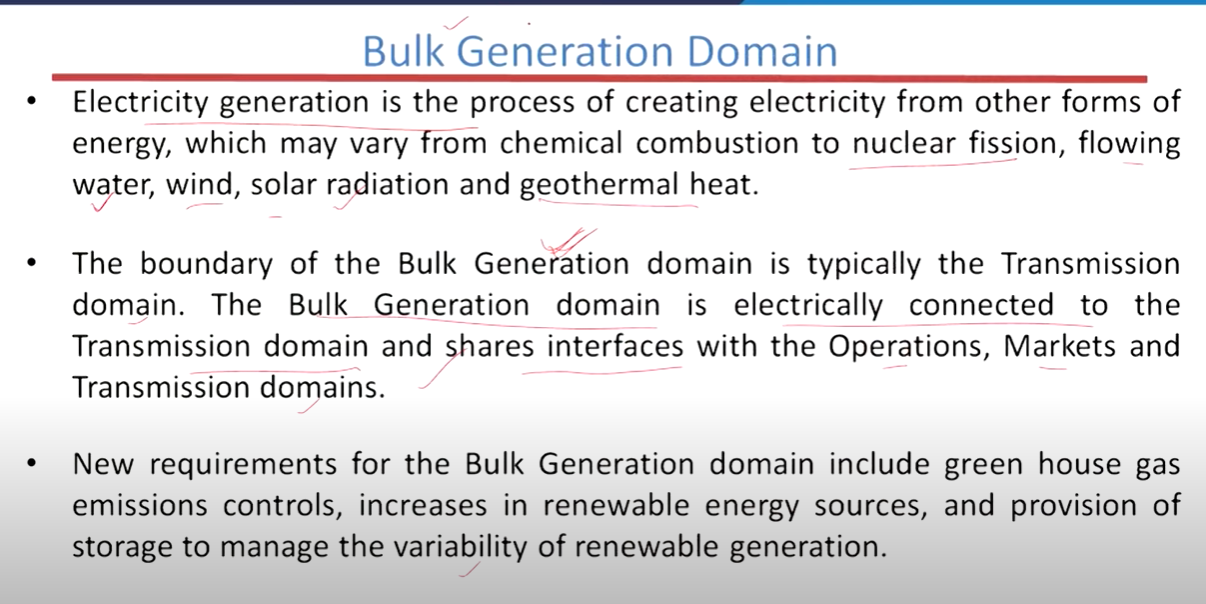 Bulk Generation Domain
• Electricity generation is the process of creating electricity from other forms of
energy, which may vary from chemical combustion to nuclear fission, flowing
water, wind, solar radiation and geothermal heat.
• The boundary of the Bulk Generation domain is typically the Transmission
domain. The Bulk Generation domain is electrically connected to the
Transmission domain and shares interfaces with the Operations, Markets and
Transmission domains.
• New requirements for the Bulk Generation domain include green house gas
emissions controls, increases in renewable energy sources, and provision of
storage to manage the variability of renewable generation.